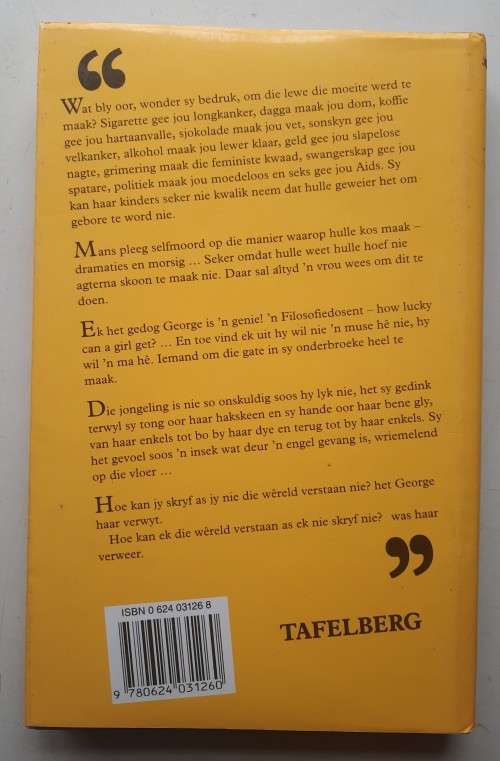 “
Wat bly oor, wonder sy bedruk, om die lewe die moeite werd te
maak? Sigarette gee jou longkanker, dagga maak jou dom, koffie
gee jou hartaanvalle, sjokolade maak jou vet, sonskyn gee jou
velkanker, alkohol maak jou lewer klaar, geld gee jou slapelose
nagte, grimering maak die feministe kwaad, swangerskap gee jou
spatare, politiek maak jou moedeloos en seks gee jou Aids. Sy
kan haar kinders seker nie kwalik neem dat hulle geweier het om
gebore te word nie.
Mans pleeg selfmoord op die manier waarop hulle kos maak –
dramaties en morsig ... Seker omdat hulle weet hulle hoef nie
agterna skoon te maak nie. Daar sal altyd 'n vrou wees om dit te
doen.
Ek het gedog George is 'n genie! 'n Filosofiedosent – how lucky
can a girl get? ... En toe vind ek uit hy wil nie 'n muse hê nie, hy
wil 'n ma hê. Iemand om die gate in sy onderbroeke heel te
maak.
Die jongeling is nie so onskuldig soos hy lyk nie, het sy gedink
terwyl sy tong oor haar hakskeen en sy hande oor haar bene gly,
van haar enkels tot bo by haar dye en terug tot by haar enkels. Sy
het gevoel soos 'n insek wat deur 'n engel gevang is, wriemelend
op die vloer ...
Hoe kan jy skryf as jy nie die wêreld verstaan nie? het George
haar verwyt.
Hoe kan ek die wêreld verstaan as ek nie skryf nie? was haar
verweer.
”
ISBN 0 624 03126 8
9 780624 031260
TAFELBERG